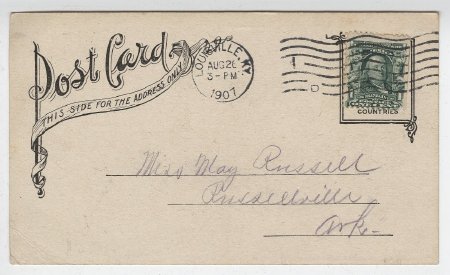 Post Card
THIS SIDE FOR THE ADDRESS ONLY
LOUISVILLE, KY.
AUG 26
3-PM
1907
D
COUNTRIES
Miss May Russell
Russellville
Ark.